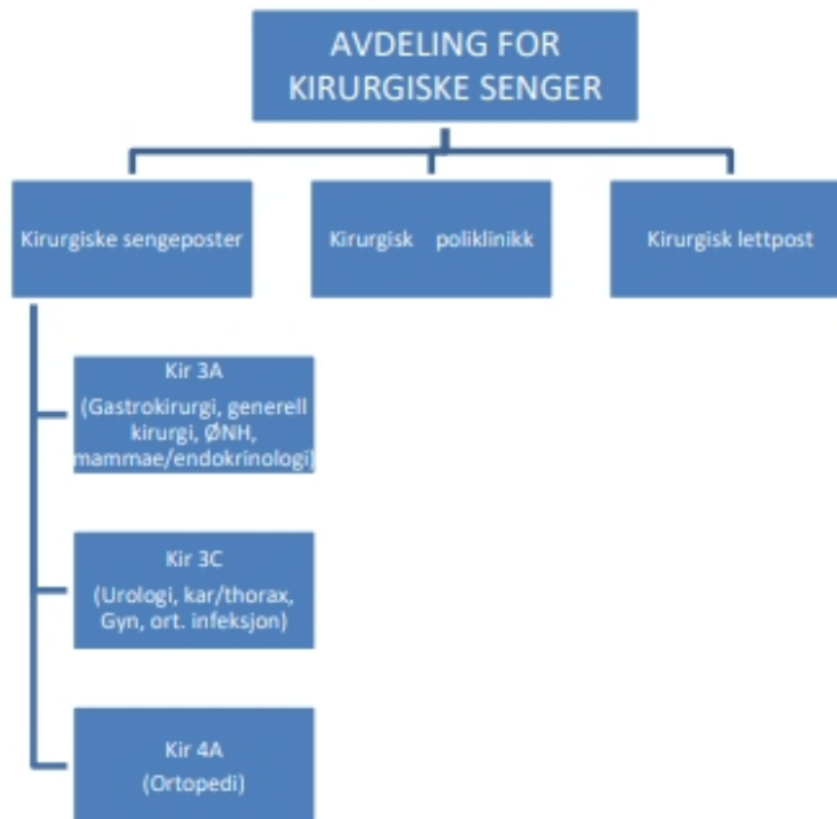 AVDELING FOR
KIRURGISKE SENGER
Kirurgiske sengeposter
Kirurgisk poliklinikk
Kirurgisk lettpost
Kir 3A
(Gastrokirurgi, generell
kirurgi, ØNH,
mammae/endokrinologi)
Kir 3C
(Urologi, kar/thorax,
Gyn, ort. infeksjon)
Kir 4A
(Ortopedi)